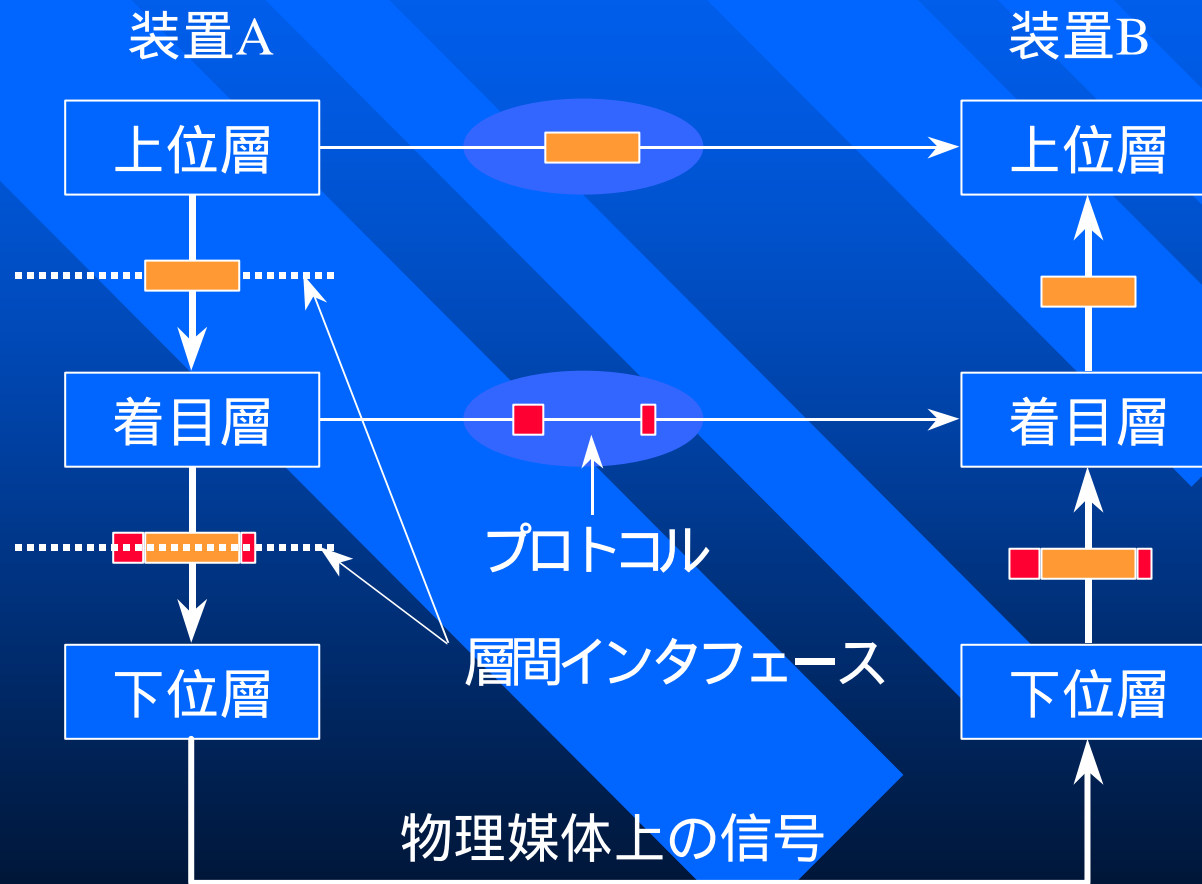 装置A
装置B
上位層
上位層
着目層
着目層
プロトコル
層間インタフェース
下位層
下位層
物理媒体上の信号